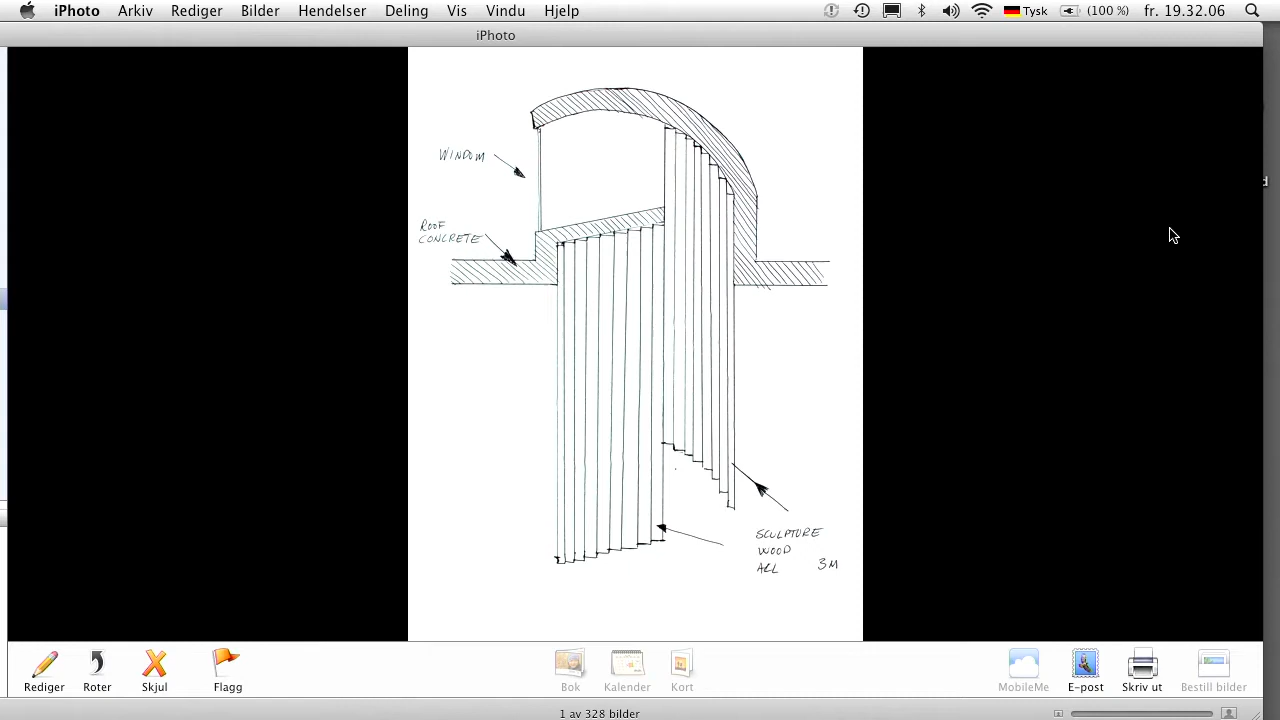 iPhoto Arkiv Rediger Bilder Hendelser Deling Vis Vindu Hjelp Tysk (100 %) fr. 19.32.06
iPhoto
WINDOW
ROOF
CONCRETE
SCULPTURE
WOOD
ALL 3M
Rediger Roter Skjul Flagg Bok Kalender Kort MobileMe E-post Skriv ut Bestill bilder
1 av 328 bilder